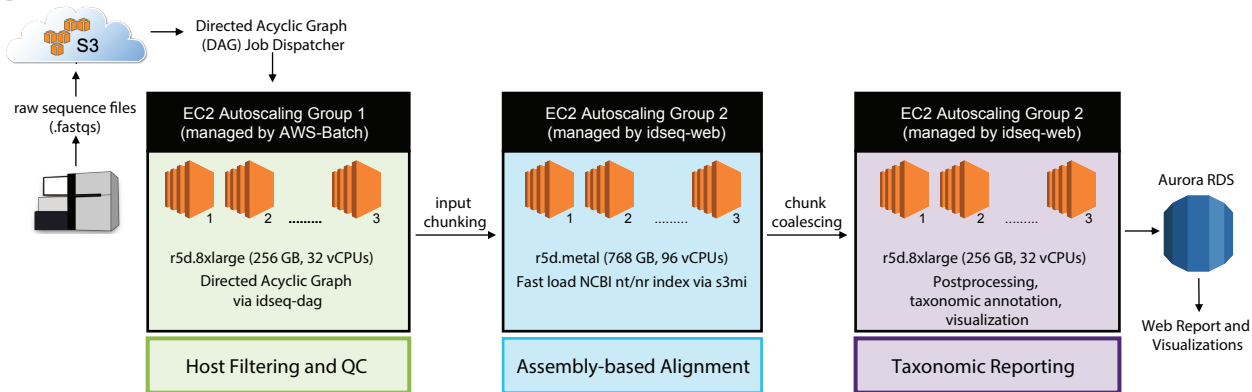 S3
Directed Acyclic Graph
(DAG) Job Dispatcher
raw sequence files
(.fastqs)
EC2 Autoscaling Group 1
(managed by AWS-Batch)
1
2
.........
3
r5d.8xlarge (256 GB, 32 vCPUs)
Directed Acyclic Graph
via idseq-dag
Host Filtering and QC
input
chunking
EC2 Autoscaling Group 2
(managed by idseq-web)
1
2
.........
3
r5d.metal (768 GB, 96 vCPUs)
Fast load NCBI nt/nr index via s3mi
Assembly-based Alignment
chunk
coalescing
EC2 Autoscaling Group 2
(managed by idseq-web)
1
2
.........
3
r5d.8xlarge (256 GB, 32 vCPUs)
Postprocessing,
taxonomic annotation,
visualization
Taxonomic Reporting
Aurora RDS
Web Report and
Visualizations